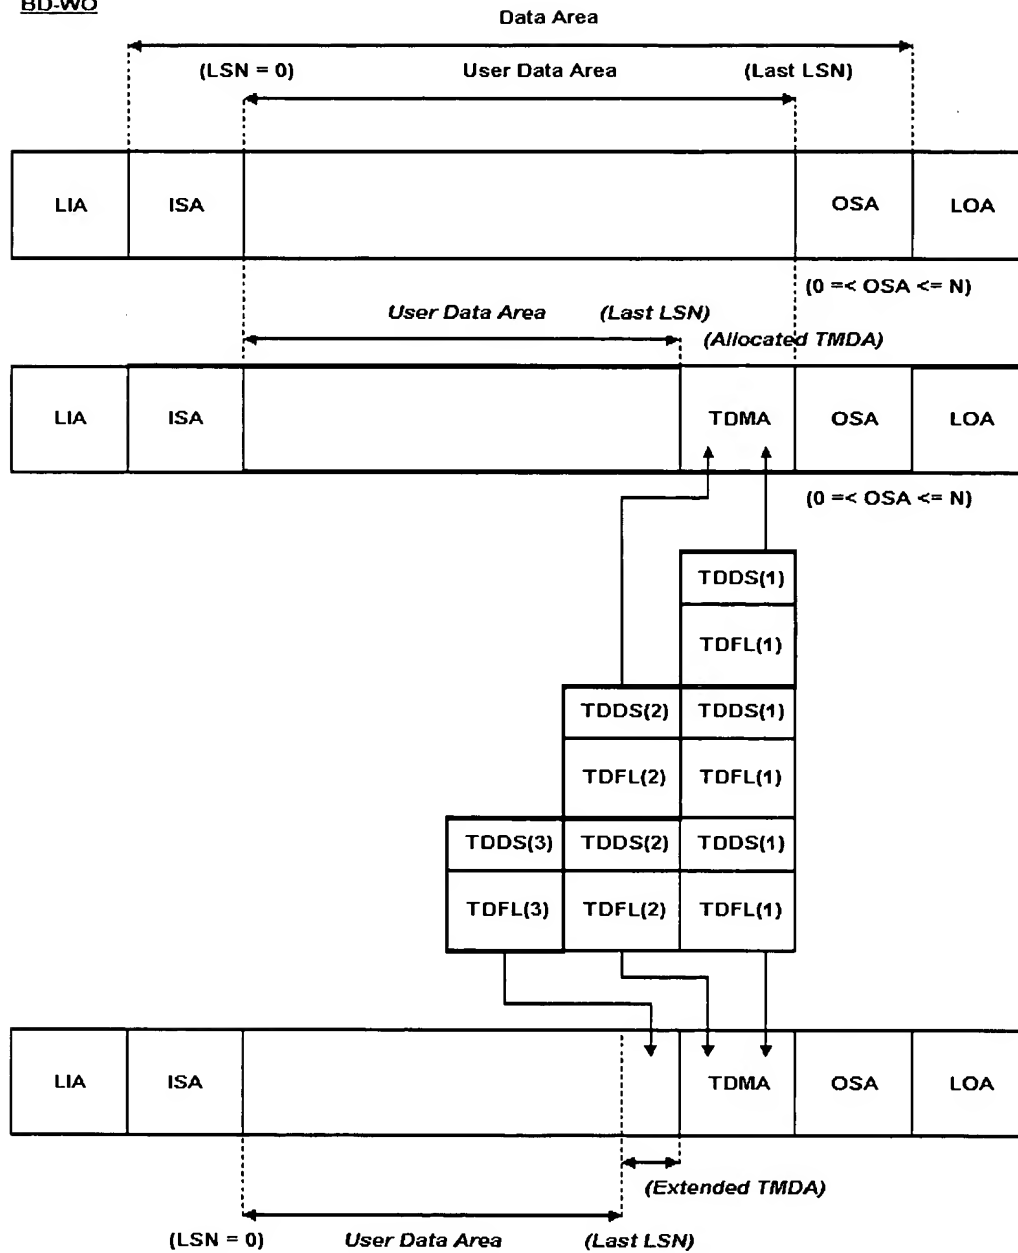 BD-WO
Data Area
(LSN = 0) User Data Area (Last LSN)
LIA ISA OSA LOA
(0 =< OSA <= N)
User Data Area (Last LSN)
(Allocated TMDA)
LIA ISA TDMA OSA LOA
(0 =< OSA <= N)
TDDS(1)
TDFL(1)
TDDS(2) TDDS(1)
TDFL(2) TDFL(1)
TDDS(3) TDDS(2) TDDS(1)
TDFL(3) TDFL(2) TDFL(1)
LIA ISA TDMA OSA LOA
(Extended TMDA)
(LSN = 0) User Data Area (Last LSN)